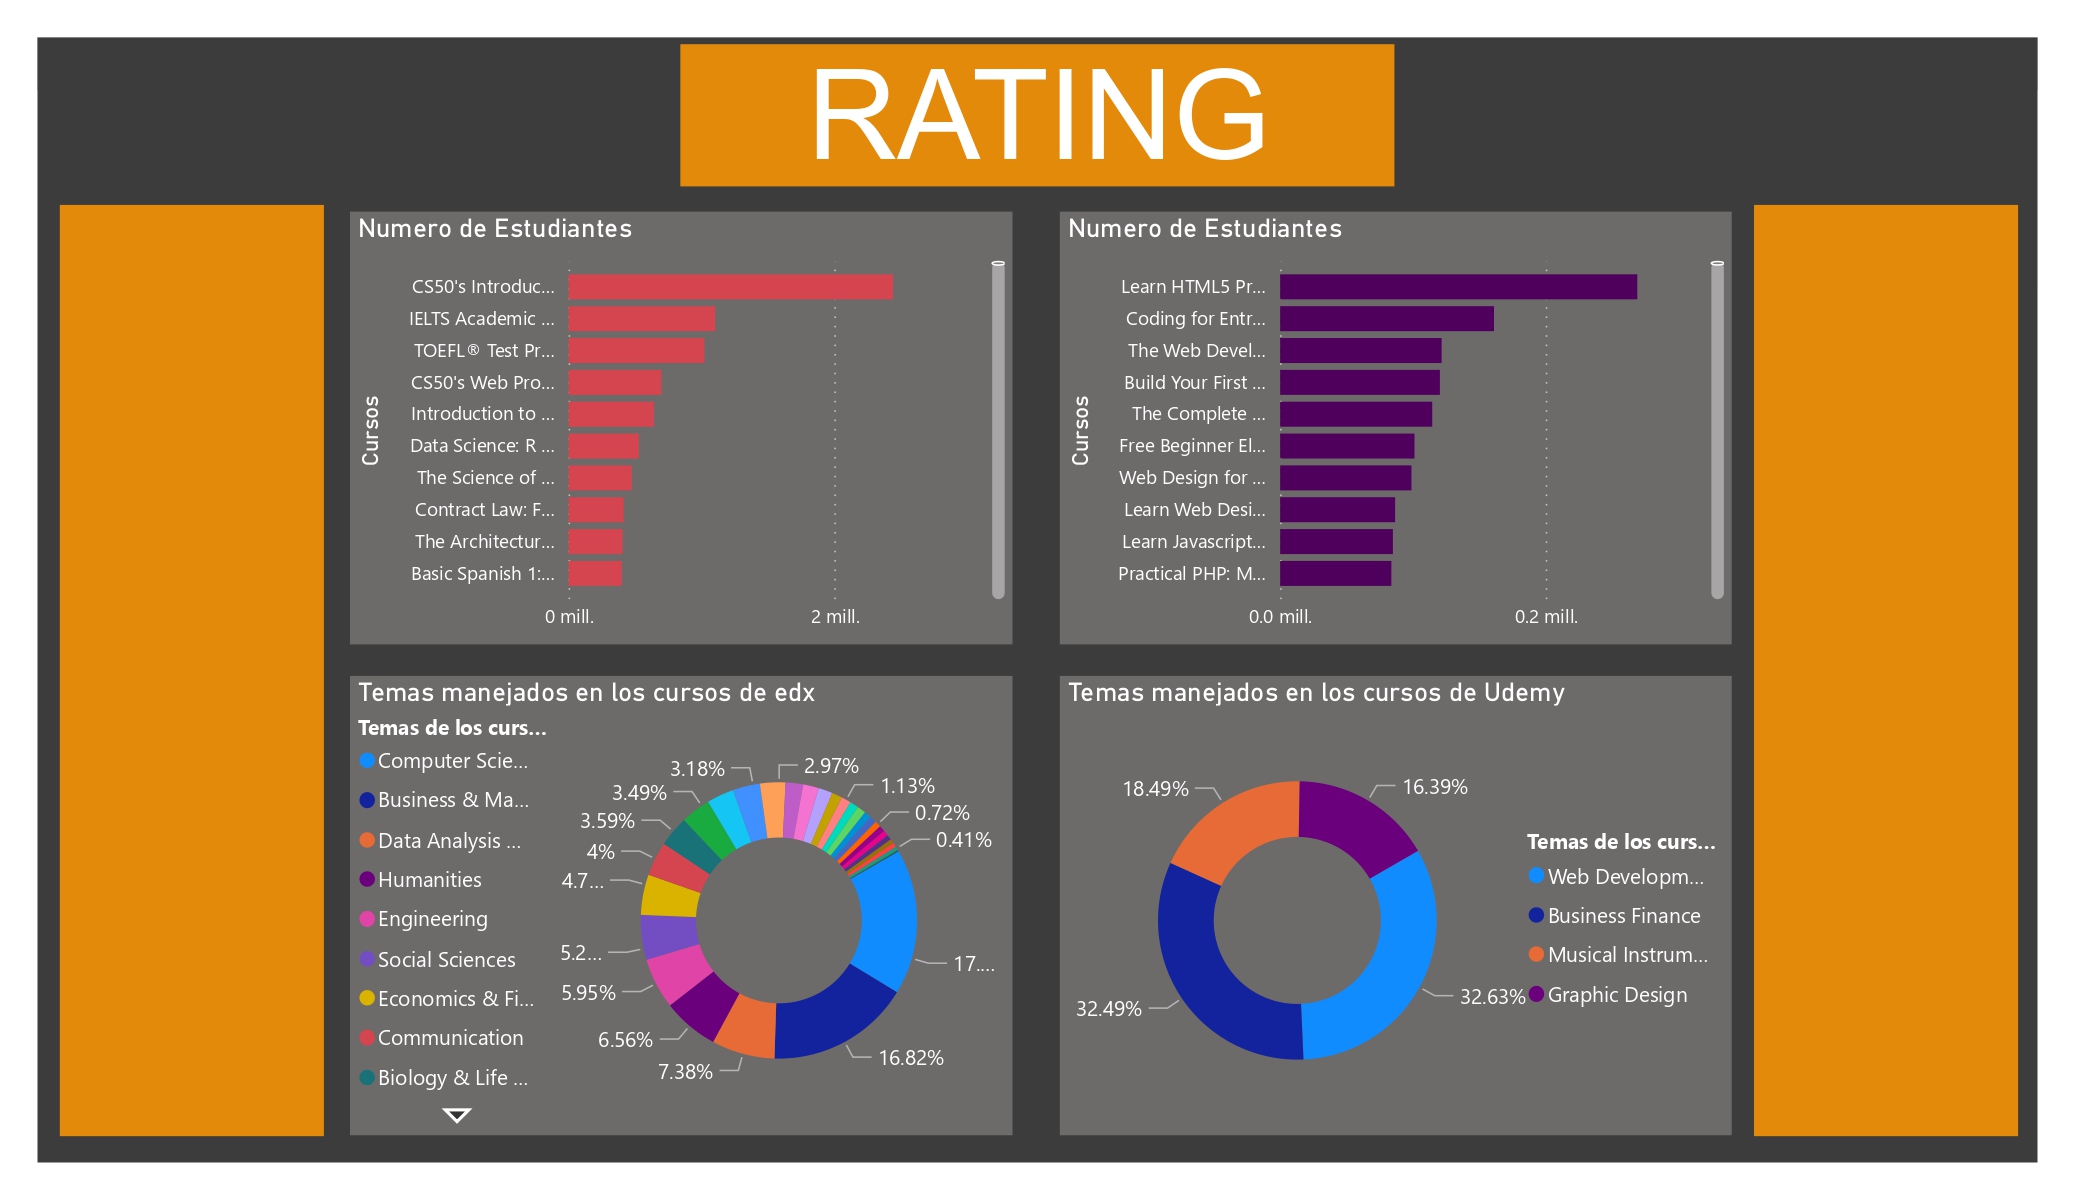 RATING
Numero de Estudiantes
Cursos
CS50's Introduc...
IELTS Academic ...
TOEFL® Test Pr...
CS50's Web Pro...
Introduction to ...
Data Science: R ...
The Science of ...
Contract Law: F...
The Architectur...
Basic Spanish 1:...
0 mill.
2 mill.
Numero de Estudiantes
Cursos
Learn HTML5 Pr...
Coding for Entr...
The Web Devel...
Build Your First ...
The Complete ...
Free Beginner El...
Web Design for ...
Learn Web Desi...
Learn Javascript...
Practical PHP: M...
0.0 mill.
0.2 mill.
Temas manejados en los cursos de edx
Temas de los curs...
Computer Scie...
Business & Ma...
Data Analysis ...
Humanities
Engineering
Social Sciences
Economics & Fi...
Communication
Biology & Life ...
17....
16.82%
7.38%
6.56%
5.95%
5.2...
4.7...
4%
3.59%
3.49%
3.18%
2.97%
1.13%
0.72%
0.41%
Temas manejados en los cursos de Udemy
18.49%
16.39%
32.49%
32.63%
Temas de los curs...
Web Developm...
Business Finance
Musical Instrum...
Graphic Design